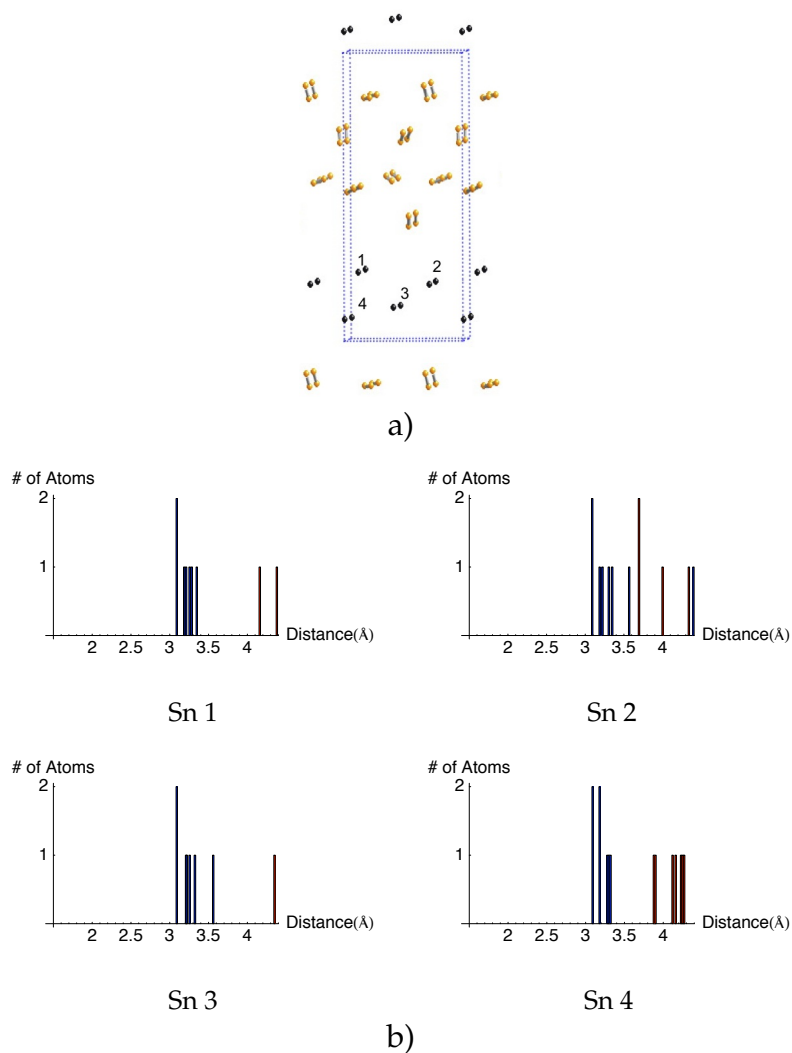 1
2
3
4
a)
# of Atoms
2
1
2 2.5 3 3.5 4
Distance(Å)
Sn 1
# of Atoms
2
1
2 2.5 3 3.5 4
Distance(Å)
Sn 2
# of Atoms
2
1
2 2.5 3 3.5 4
Distance(Å)
Sn 3
# of Atoms
2
1
2 2.5 3 3.5 4
Distance(Å)
Sn 4
b)